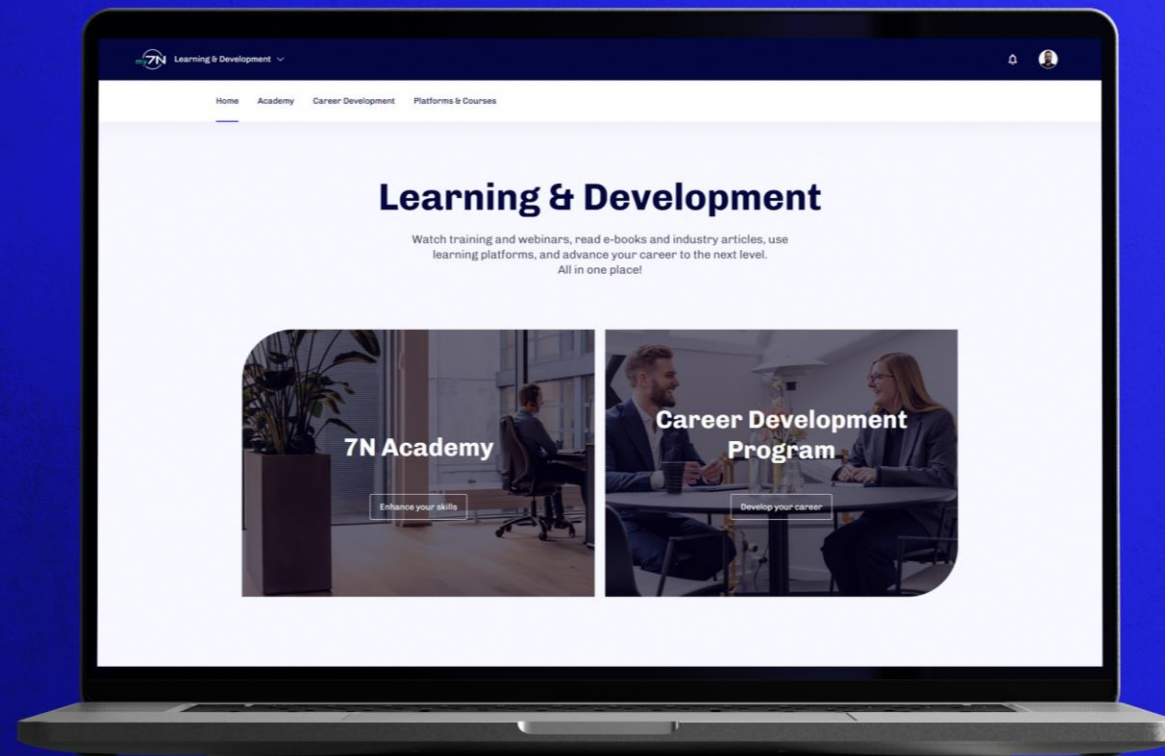 my7N Learning & Development
Home Academy Career Development Platforms & Courses
Learning & Development
Watch training and webinars, read e-books and industry articles, use
learning platforms, and advance your career to the next level.
All in one place!
7N Academy
Enhance your skills
Career Development
Program
Develop your career